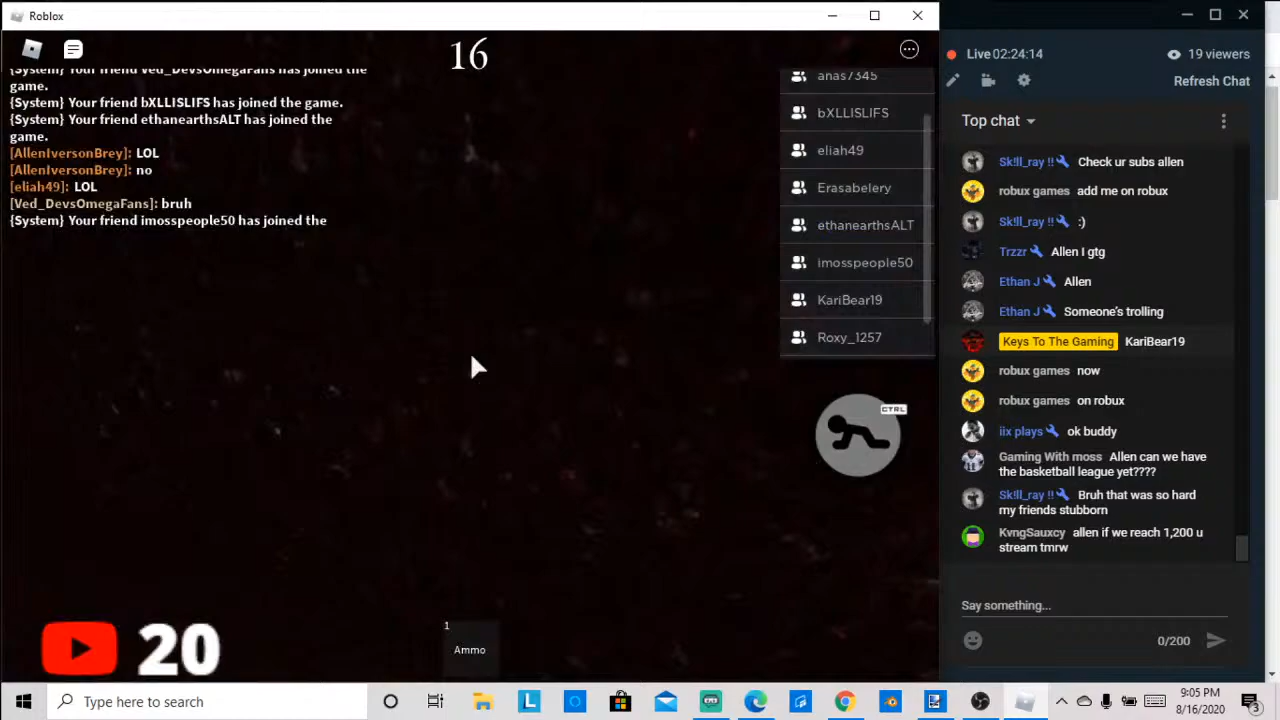 Roblox
16
{System} Your friend Ved_DevsOmegaFans has joined the
game.
{System} Your friend bXLLISLIFS has joined the game.
{System} Your friend ethanearthsALT has joined the
game.
[AllenIversonBrey]: LOL
[AllenIversonBrey]: no
[eliah49]: LOL
[Ved_DevsOmegaFans]: bruh
{System} Your friend imosspeople50 has joined the
anas7345
bXLLISLIFS
eliah49
Erasabelery
ethanearthsALT
imosspeople50
KariBear19
Roxy_1257
CTRL
20
1
Ammo
Live 02:24:14
19 viewers
Refresh Chat
Top chat
Sk!ll_ray !! Check ur subs allen
robux games add me on robux
Sk!ll_ray !! :)
Trzzr Allen I gtg
Ethan J Allen
Ethan J Someone's trolling
Keys To The Gaming KariBear19
robux games now
robux games on robux
iix plays ok buddy
Gaming With moss Allen can we have
the basketball league yet????
Sk!ll_ray !! Bruh that was so hard
my friends stubborn
KvngSauxcy allen if we reach 1,200 u
stream tmrw
Say something...
0/200
Type here to search
L
9:05 PM
8/16/2020
3